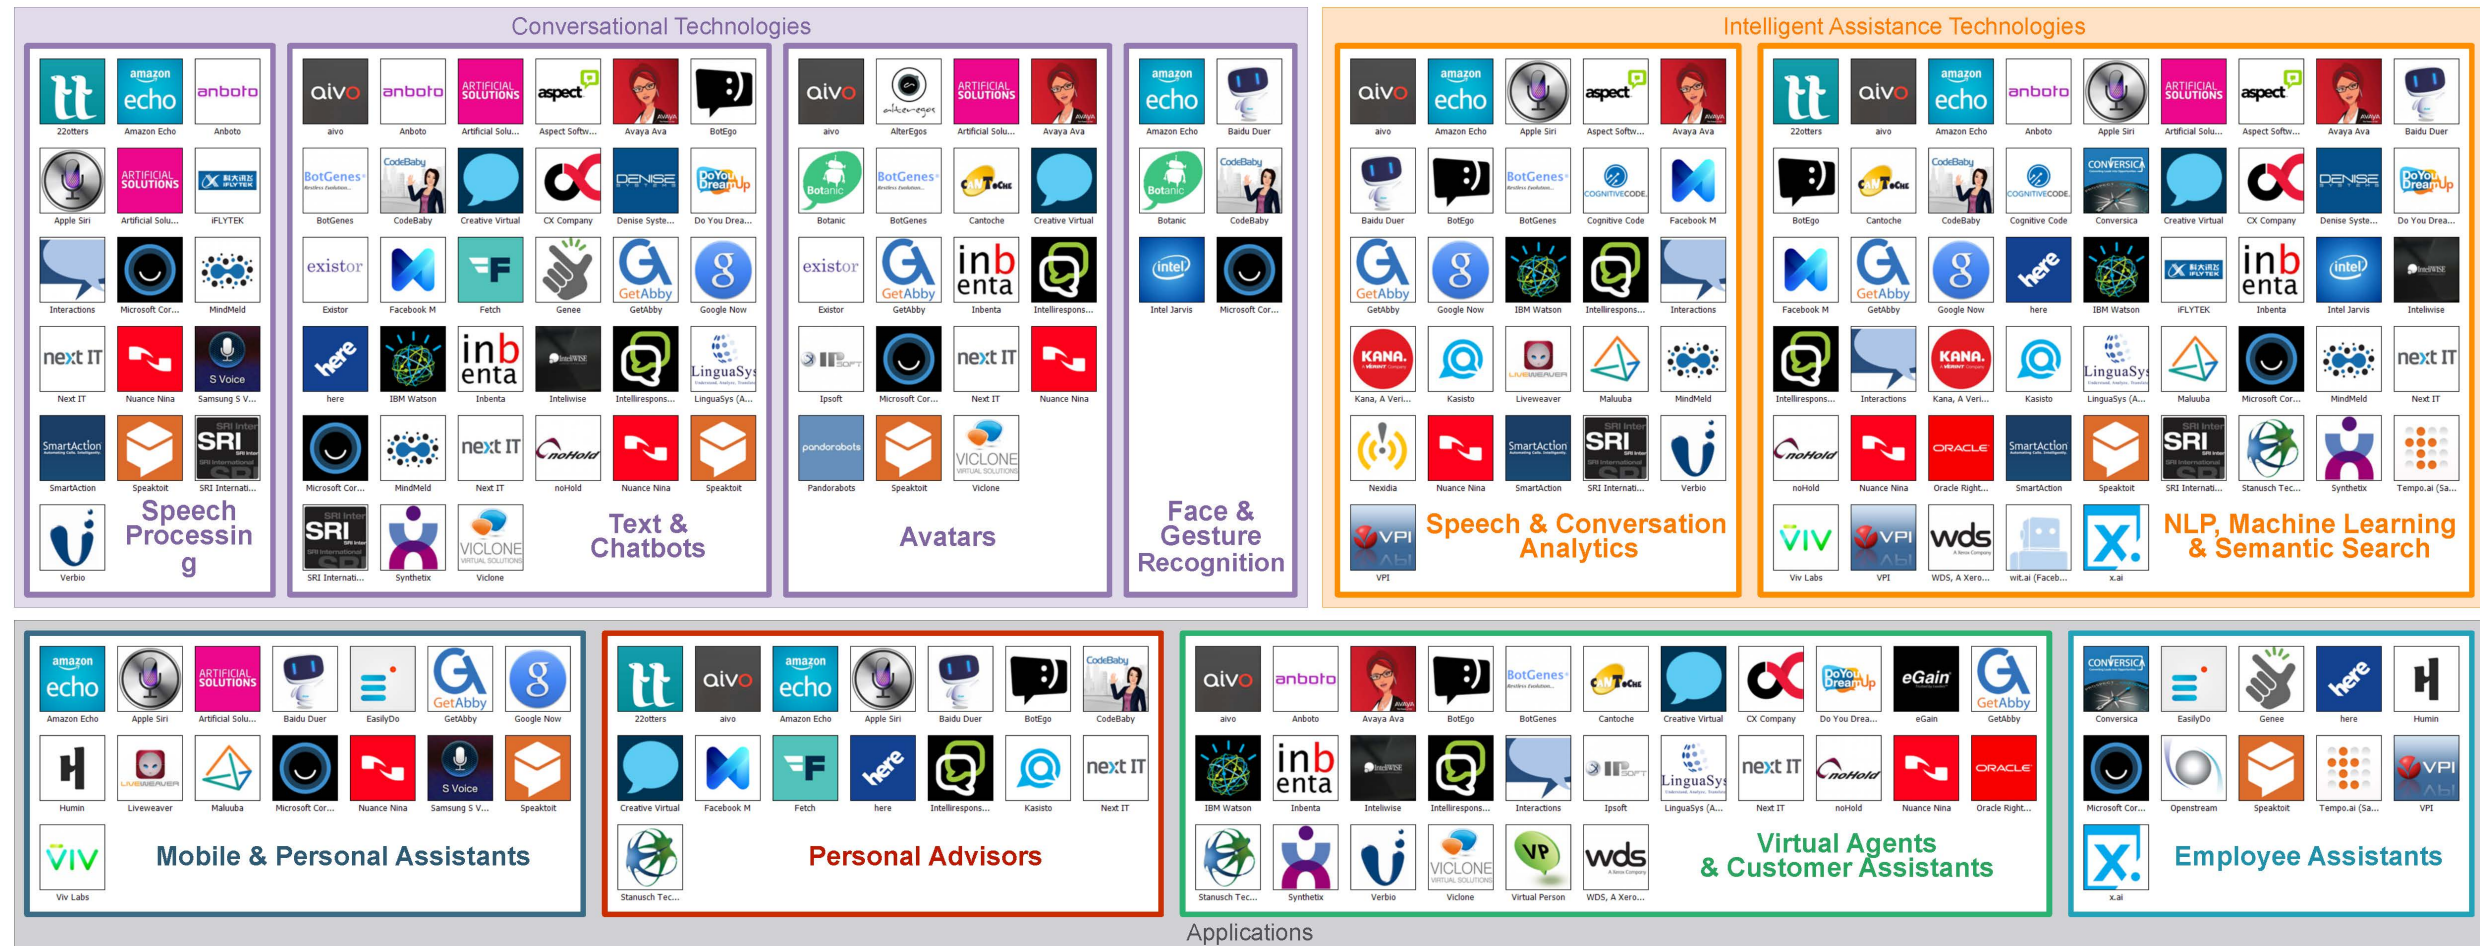 Conversational Technologies
22otters Amazon Echo Anboto
Apple Siri Artificial Solu... iFLYTEK
Interactions Microsoft Cor... MindMeld
Next IT Nuance Nina Samsung S V...
SmartAction Speaktoit SRI Internati...
Verbio
Speech
Processin
g
aivo Anboto Artificial Solu... Aspect Softw... Avaya Ava BotEgo
BotGenes CodeBaby Creative Virtual CX Company Denise Syste... Do You Drea...
Existor Facebook M Fetch Genee GetAbby Google Now
here IBM Watson Inbenta Inteliwise Intellirespons... LinguaSys (A...
Microsoft Cor... MindMeld Next IT noHold Nuance Nina Speaktoit
SRI Internati... Synthetix Viclone
Text &
Chatbots
aivo AlterEgos Artificial Solu... Avaya Ava
Botanic BotGenes Cantoche Creative Virtual
Existor GetAbby Inbenta Intellirespons...
Ipsoft Microsoft Cor... Next IT Nuance Nina
Pandorabots Speaktoit Viclone
Avatars
Amazon Echo Baidu Duer
Botanic CodeBaby
Intel Jarvis Microsoft Cor...
Face &
Gesture
Recognition
Intelligent Assistance Technologies
aivo Amazon Echo Apple Siri Aspect Softw... Avaya Ava
Baidu Duer BotEgo BotGenes Cognitive Code Facebook M
GetAbby Google Now IBM Watson Intellirespons... Interactions
Kana, A Veri... Kasisto Liveweaver Maluuba MindMeld
Nexidia Nuance Nina SmartAction SRI Internati... Verbio
VPI
Speech & Conversation
Analytics
22otters aivo Amazon Echo Anboto Apple Siri Artificial Solu... Aspect Softw... Avaya Ava Baidu Duer
BotEgo Cantoche CodeBaby Cognitive Code Conversica Creative Virtual CX Company Denise Syste... Do You Drea...
Facebook M GetAbby Google Now here IBM Watson iFLYTEK Inbenta Intel Jarvis Inteliwise
Intellirespons... Interactions Kana, A Veri... Kasisto LinguaSys (A... Maluuba Microsoft Cor... MindMeld Next IT
noHold Nuance Nina Oracle Right... SmartAction Speaktoit SRI Internati... Stanusch Tec... Synthetix Tempo.ai (Sa...
Viv Labs VPI WDS, A Xero... wit.ai (Faceb... x.ai
NLP, Machine Learning
& Semantic Search
Amazon Echo Apple Siri Artificial Solu... Baidu Duer EasilyDo GetAbby Google Now
Humin Liveweaver Maluuba Microsoft Cor... Nuance Nina Samsung S V... Speaktoit
Viv Labs
Mobile & Personal Assistants
22otters aivo Amazon Echo Apple Siri Baidu Duer BotEgo CodeBaby
Creative Virtual Facebook M Fetch here Intellirespons... Kasisto Next IT
Stanusch Tec...
Personal Advisors
aivo Anboto Avaya Ava BotEgo BotGenes Cantoche Creative Virtual CX Company Do You Drea... eGain GetAbby
IBM Watson Inbenta Inteliwise Intellirespons... Interactions Ipsoft LinguaSys (A... Next IT noHold Nuance Nina Oracle Right...
Stanusch Tec... Synthetix Verbio Viclone Virtual Person WDS, A Xero...
Virtual Agents
& Customer Assistants
Conversica EasilyDo Genee here Humin
Microsoft Cor... Openstream Speaktoit Tempo.ai (Sa... VPI
x.ai
Employee Assistants
Applications